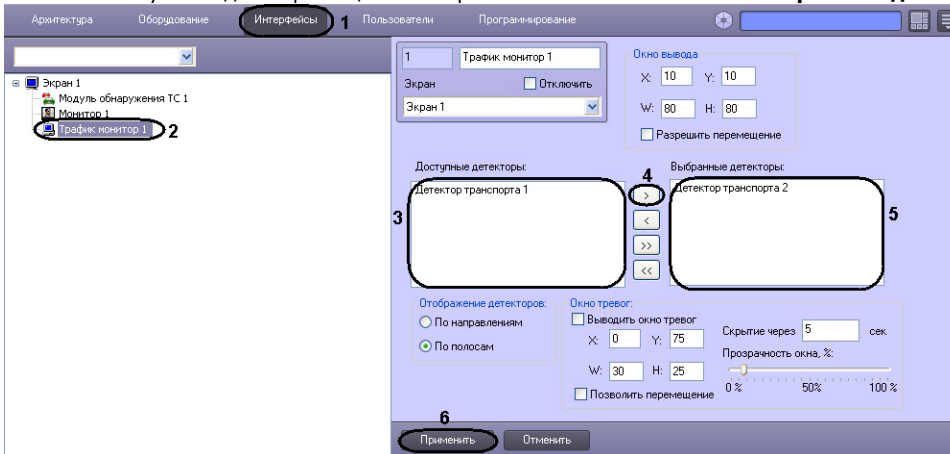 Архитектура Оборудование Интерфейсы 1 Пользователи Программирование
Экран 1
Модуль обнаружения ТС 1
Монитор 1
Трафик монитор 1 2
1 Трафик монитор 1
Экран Отключить
Экран 1
Окно вывода
X: 10 Y: 10
W: 80 H: 80
Разрешить перемещение
Доступные детекторы: 4 Выбранные детекторы:
Детектор транспорта 1 > Детектор транспорта 2
3 < 5
>>
<<
Отображение детекторов:
По направлениям
По полосам
Окно тревог:
Выводить окно тревог
X: 0 Y: 75
W: 30 H: 25
Позволить перемещение
Скрытие через 5 сек
Прозрачность окна, %:
0 % 50% 100 %
6
Применить Отменить